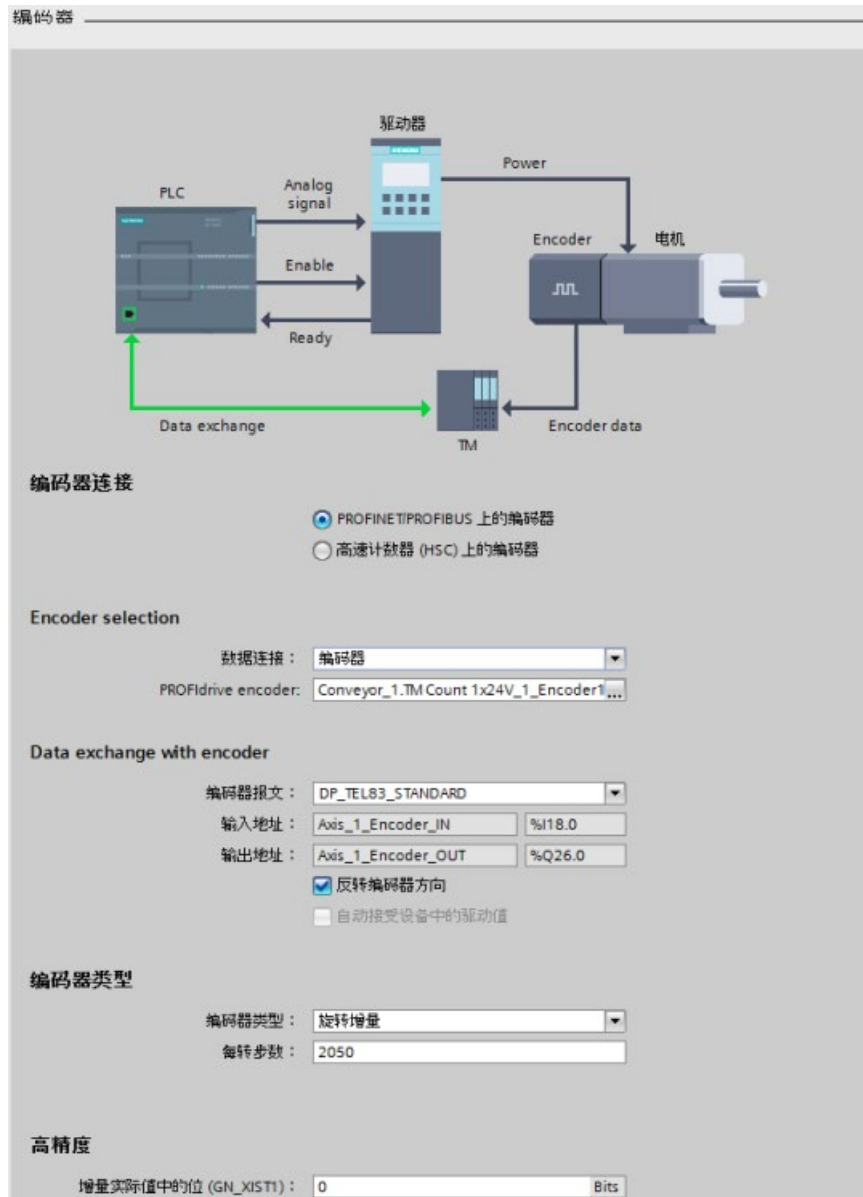 编码器
驱动器
Power
PLC
Analog
signal
Encoder
电机
Enable
Ready
Data exchange
Encoder data
TM
编码器连接
PROFINET/PROFIBUS 上的编码器
高速计数器 (HSC) 上的编码器
Encoder selection
数据连接： 编码器
PROFIdrive encoder: Conveyor_1.TM Count 1x24V_1_Encoder1 ...
Data exchange with encoder
编码器报文： DP_TEL83_STANDARD
输入地址： Axis_1_Encoder_IN %I18.0
输出地址： Axis_1_Encoder_OUT %Q26.0
反转编码器方向
自动接受设备中的驱动值
编码器类型
编码器类型： 旋转增量
每转步数： 2050
高精度
增量实际值中的位 (GN_XIST1)： 0 Bits